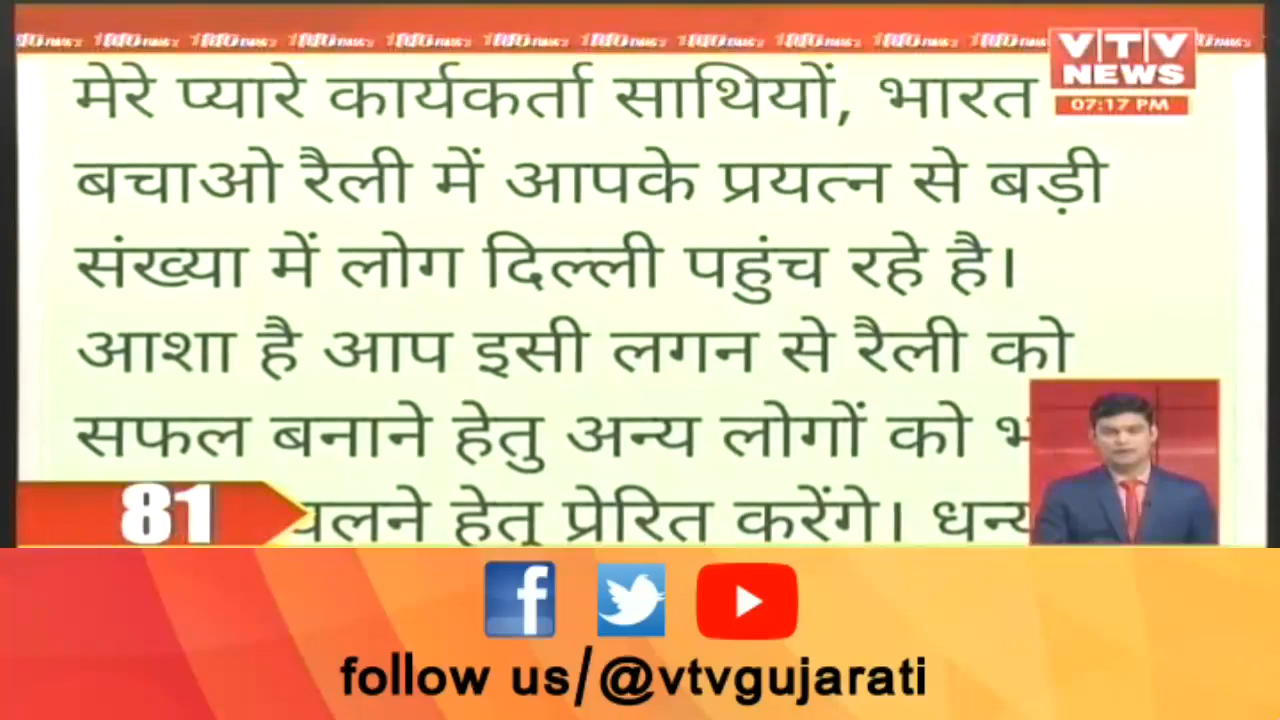 VTV
NEWS
07:17 PM
मेरे प्यारे कार्यकर्ता साथियों, भारत
बचाओ रैली में आपके प्रयत्न से बड़ी
संख्या में लोग दिल्ली पहुंच रहे है।
आशा है आप इसी लगन से रैली को
सफल बनाने हेतु अन्य लोगों को
हेतु प्रेरित करेंगे।
81
follow us/@vtvgujarati